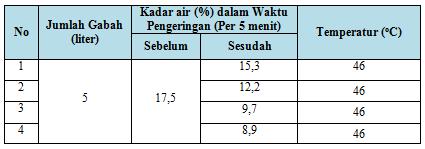 No
Jumlah Gabah
(liter)
Kadar air (%) dalam Waktu
Pengeringan (Per 5 menit)
Temperatur (°C)
Sebelum
Sesudah
1
5
17,5
15,3
46
2
12,2
46
3
9,7
46
4
8,9
46